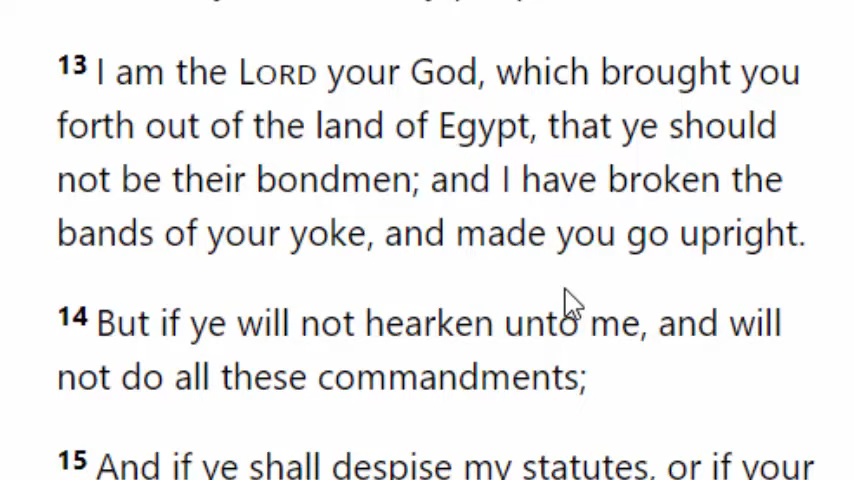 13 I am the LORD your God, which brought you
forth out of the land of Egypt, that ye should
not be their bondmen; and I have broken the
bands of your yoke, and made you go upright.
14 But if ye will not hearken unto me, and will
not do all these commandments;
15 And if ye shall despise my statutes, or if your